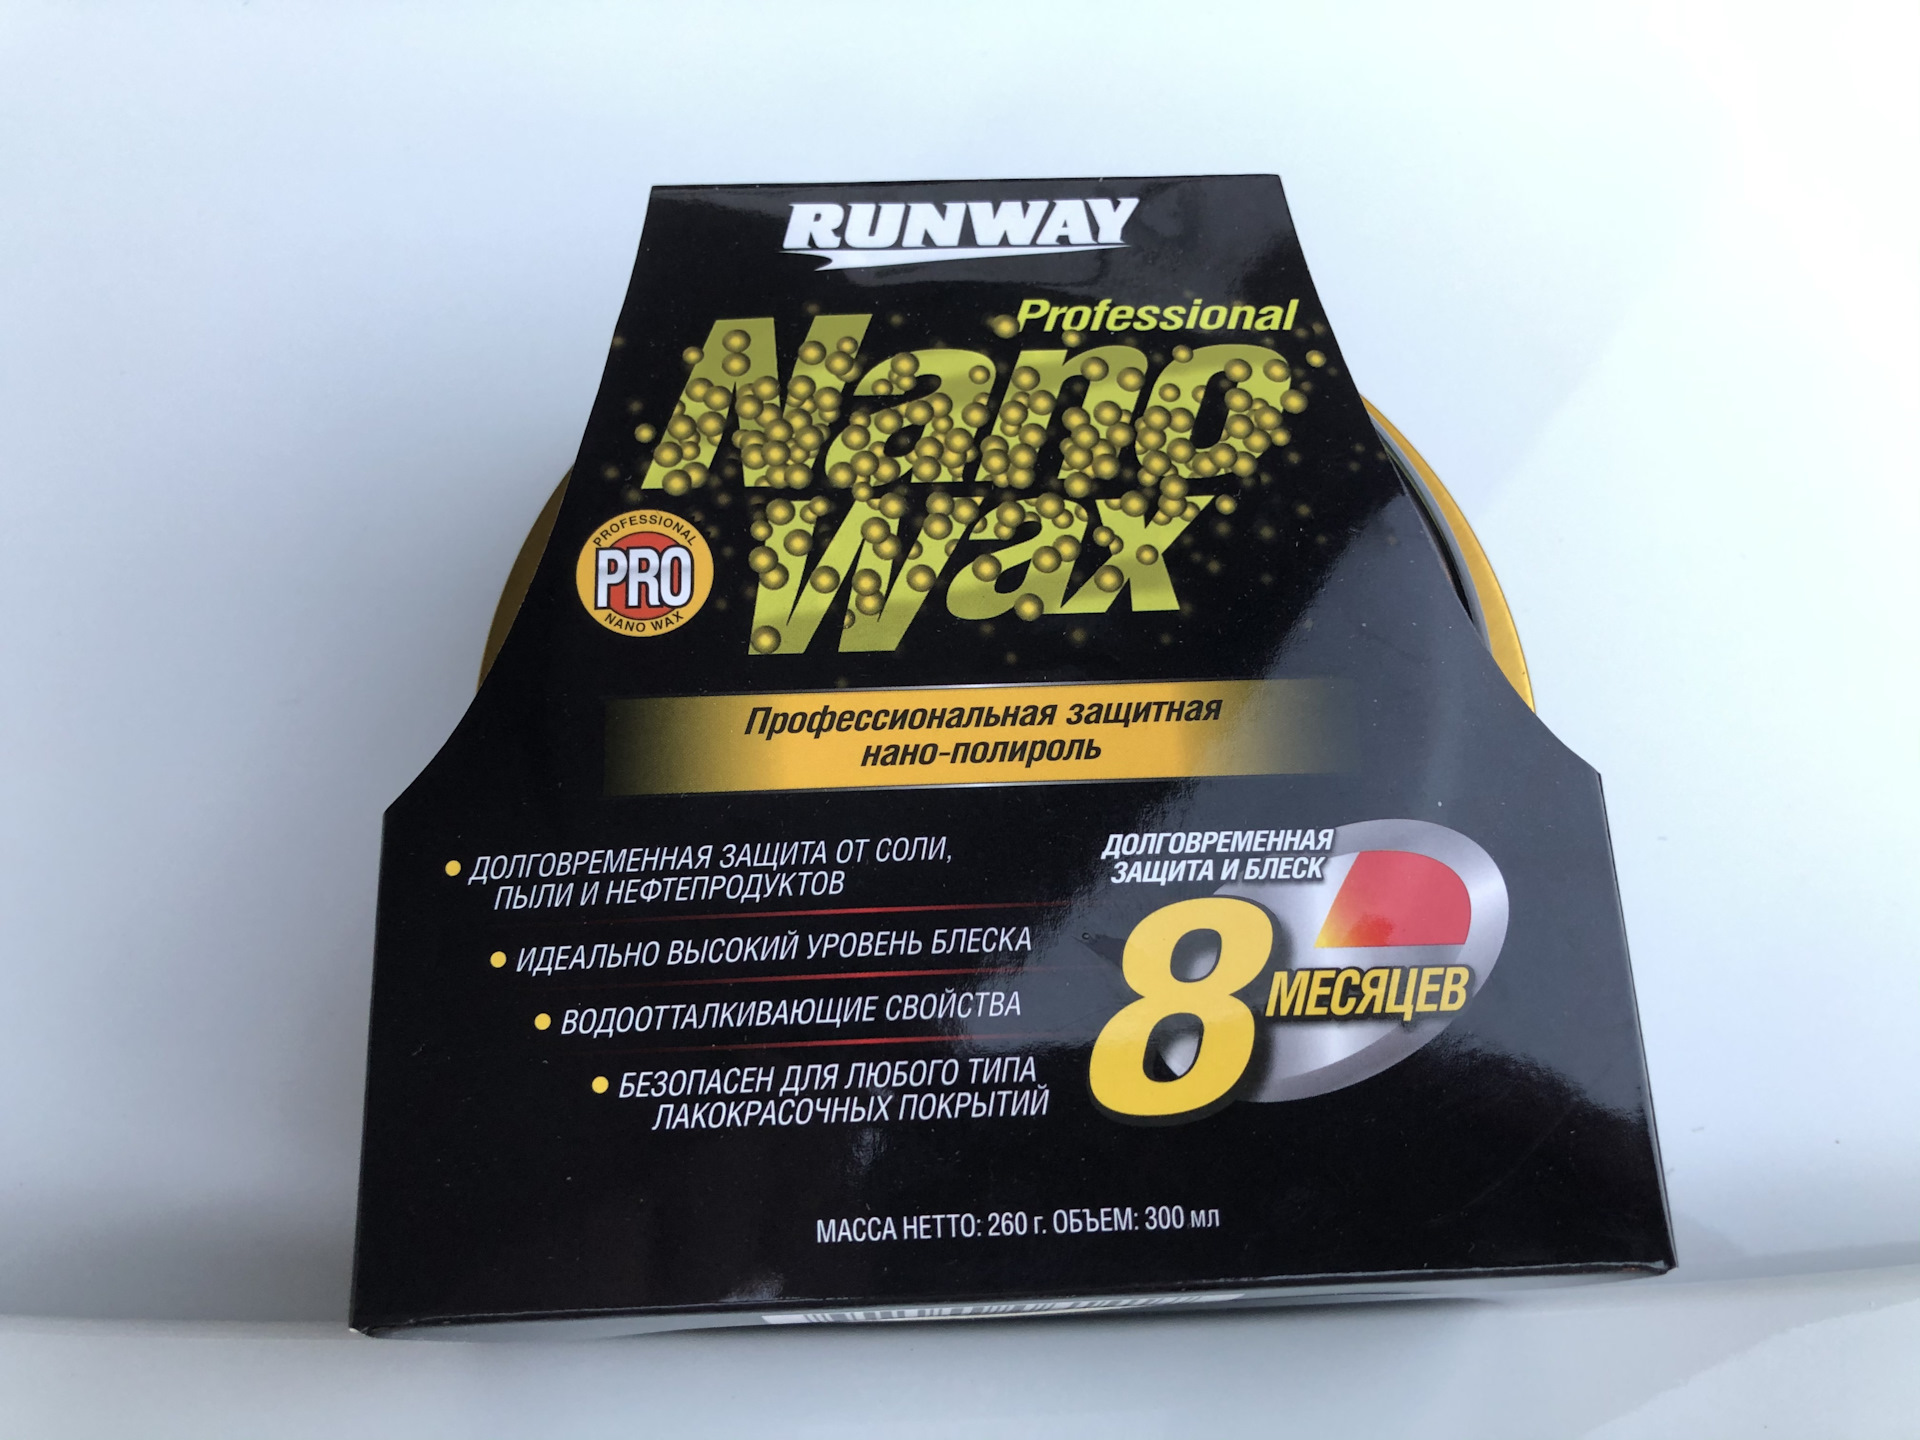 RUNWAY
Professional
Nano
Wax
PROFESSIONAL
PRO
NANO WAX
Профессиональная защитная
нано-полироль
• ДОЛГОВРЕМЕННАЯ ЗАЩИТА ОТ СОЛИ,
ПЫЛИ И НЕФТЕПРОДУКТОВ
• ИДЕАЛЬНО ВЫСОКИЙ УРОВЕНЬ БЛЕСКА
• ВОДООТТАЛКИВАЮЩИЕ СВОЙСТВА
• БЕЗОПАСЕН ДЛЯ ЛЮБОГО ТИПА
ЛАКОКРАСОЧНЫХ ПОКРЫТИЙ
ДОЛГОВРЕМЕННАЯ
ЗАЩИТА И БЛЕСК
8 МЕСЯЦЕВ
МАССА НЕТТО: 260 г. ОБЪЕМ: 300 мл